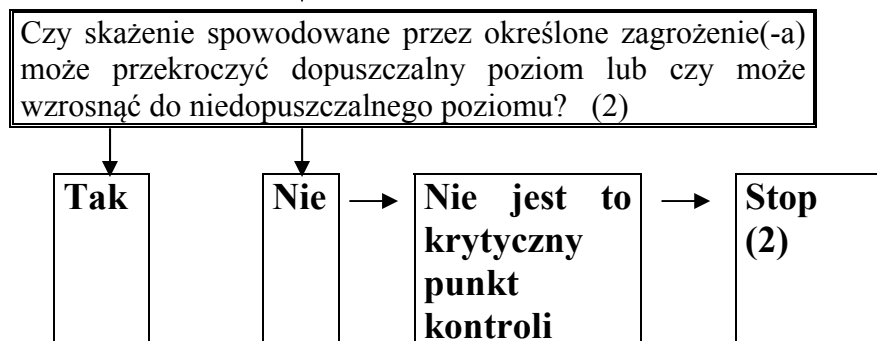 Czy skażenie spowodowane przez określone zagrożenie(-a)
może przekroczyć dopuszczalny poziom lub czy może
wzrosnąć do niedopuszczalnego poziomu? (2)
Tak
Nie
Nie jest to
krytyczny
punkt
kontroli
Stop
(2)